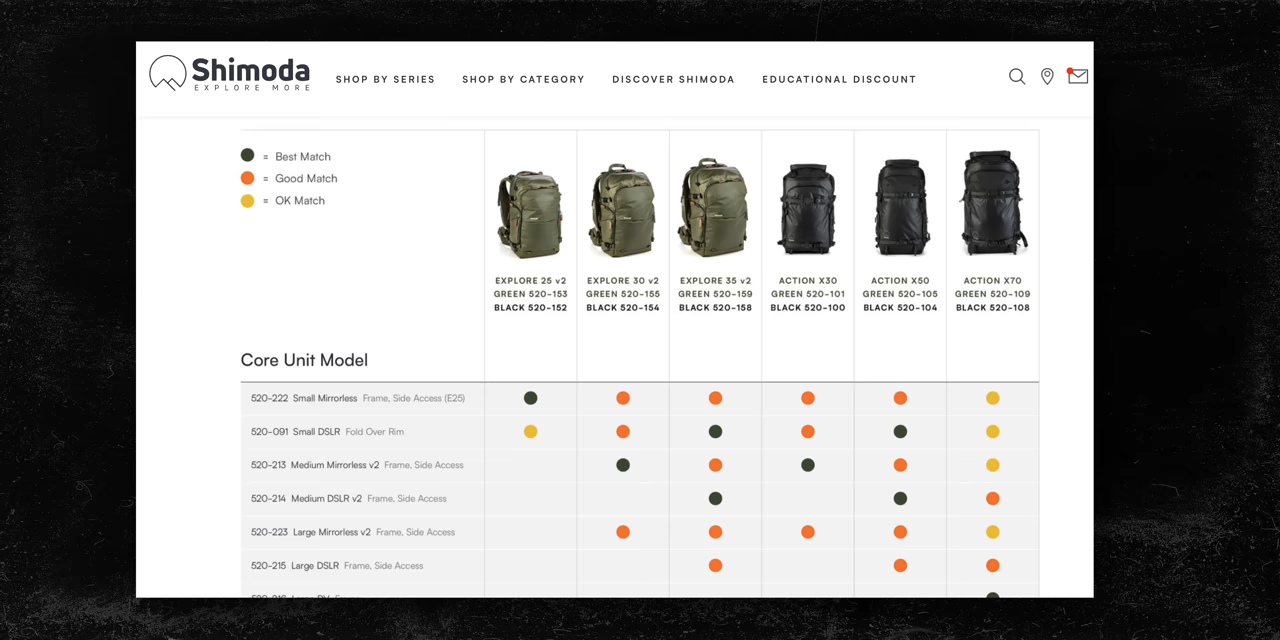 Shimoda
EXPLORE MORE
SHOP BY SERIES SHOP BY CATEGORY DISCOVER SHIMODA EDUCATIONAL DISCOUNT
= Best Match
= Good Match
= OK Match
EXPLORE 25 v2 EXPLORE 30 v2 EXPLORE 35 v2 ACTION X30 ACTION X50 ACTION X70
GREEN 520-153 GREEN 520-155 GREEN 520-159 GREEN 520-101 GREEN 520-105 GREEN 520-109
BLACK 520-152 BLACK 520-154 BLACK 520-158 BLACK 520-100 BLACK 520-104 BLACK 520-108
Core Unit Model
520-222 Small Mirrorless Frame, Side Access (E25)
520-091 Small DSLR Fold Over Rim
520-213 Medium Mirrorless v2 Frame, Side Access
520-214 Medium DSLR v2 Frame, Side Access
520-223 Large Mirrorless v2 Frame, Side Access
520-215 Large DSLR Frame, Side Access